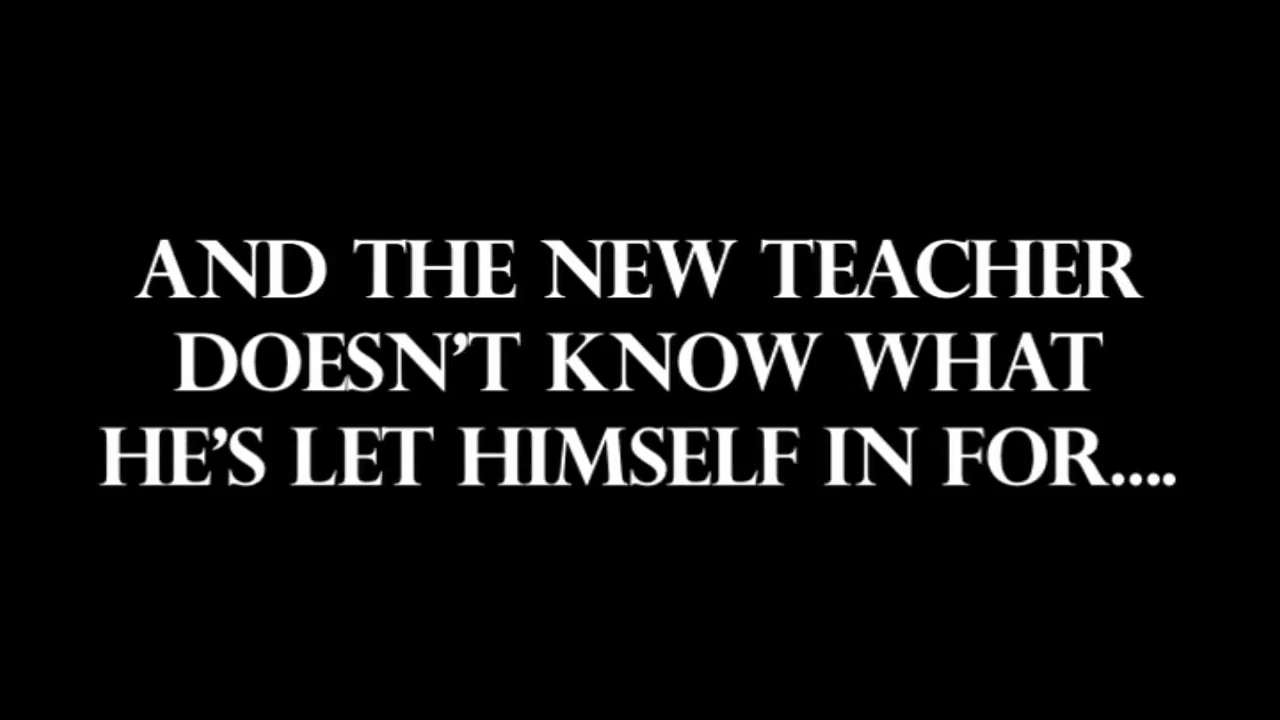 AND THE NEW TEACHER
DOESN'T KNOW WHAT
HE'S LET HIMSELF IN FOR....